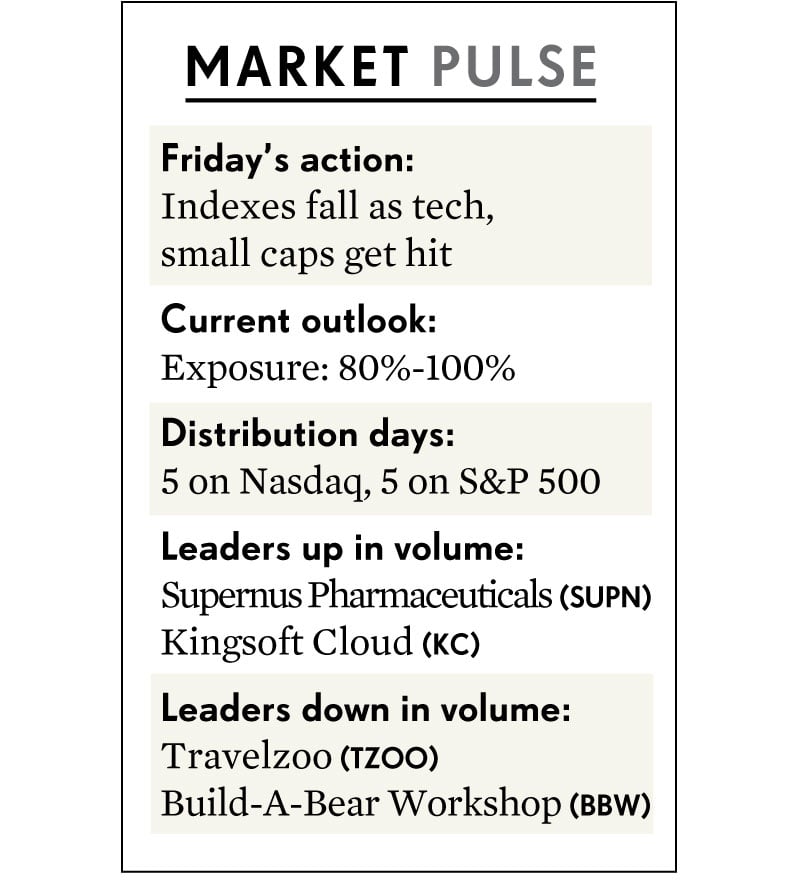 MARKET PULSE
Friday’s action:
Indexes fall as tech,
small caps get hit
Current outlook:
Exposure: 80%-100%
Distribution days:
5 on Nasdaq, 5 on S&P 500
Leaders up in volume:
Supernus Pharmaceuticals (SUPN)
Kingsoft Cloud (KC)
Leaders down in volume:
Travelzoo (TZOO)
Build-A-Bear Workshop (BBW)